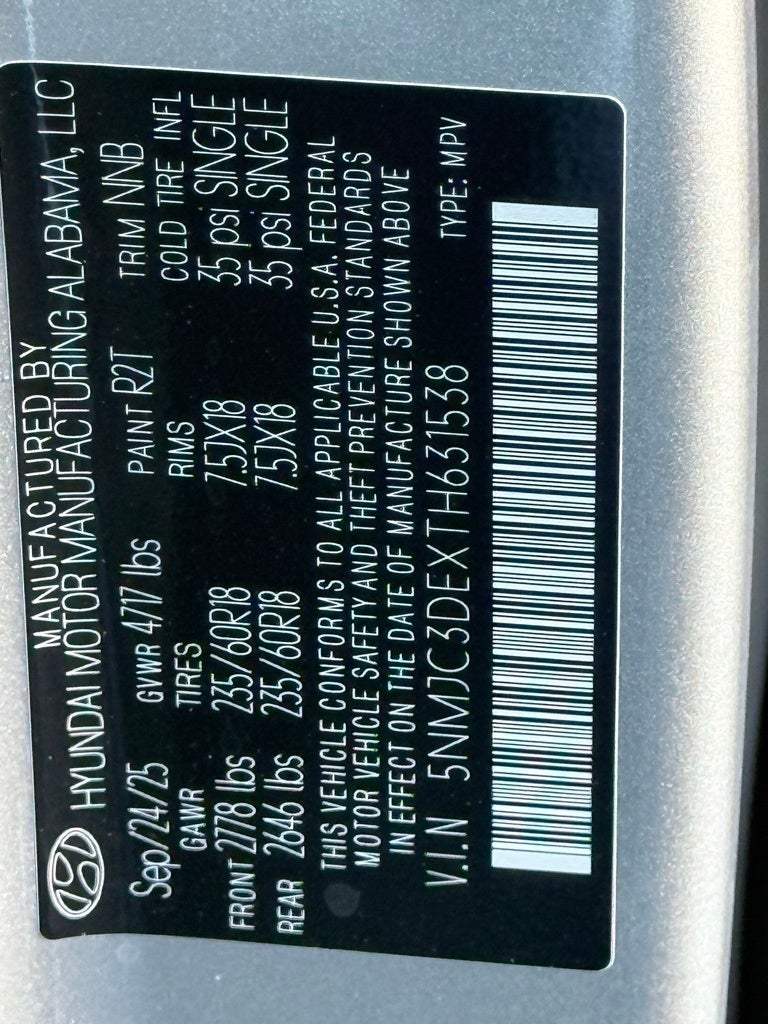 MANUFACTURED BY
HYUNDAI MOTOR MANUFACTURING ALABAMA, LLC
Sep/24/25 GVWR 4717 lbs PAINT R2T TRIM NNB
GAWR TIRES RIMS COLD TIRE INFL
FRONT 2778 lbs 235/60R18 7.5JX18 35 psi SINGLE
REAR 2646 lbs 235/60R18 7.5JX18 35 psi SINGLE
THIS VEHICLE CONFORMS TO ALL APPLICABLE U.S.A. FEDERAL
MOTOR VEHICLE SAFETY AND THEFT PREVENTION STANDARDS
IN EFFECT ON THE DATE OF MANUFACTURE SHOWN ABOVE
V.I.N 5NMJC3DEXTH631538 TYPE: MPV